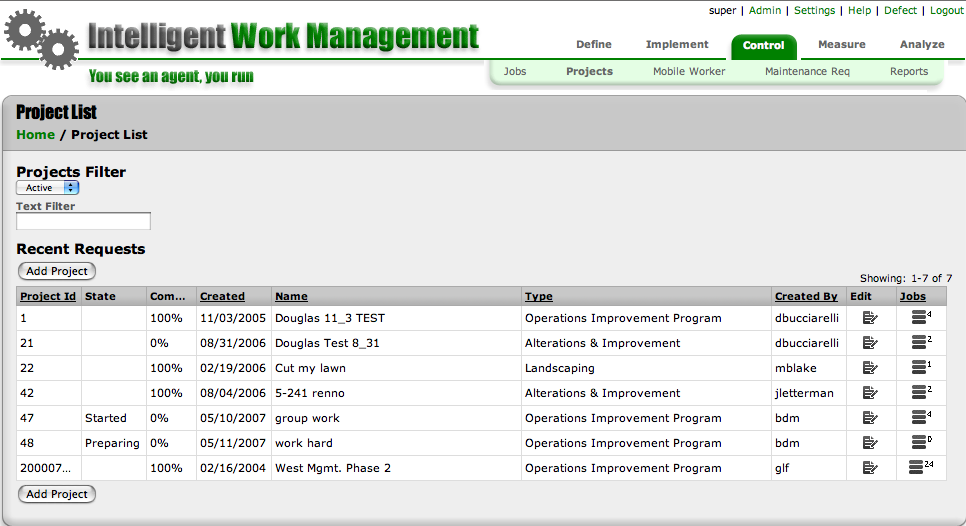 super | Admin | Settings | Help | Defect | Logout
Intelligent Work Management
Define Implement Control Measure Analyze
You see an agent, you run
Jobs Projects Mobile Worker Maintenance Req Reports
Project List
Home / Project List
Projects Filter
Active
Text Filter
Recent Requests
Add Project
Showing: 1-7 of 7
Project Id State Com... Created Name Type Created By Edit Jobs
1 100% 11/03/2005 Douglas 11_3 TEST Operations Improvement Program dbucciarelli 4
21 0% 08/31/2006 Douglas Test 8_31 Alterations & Improvement dbucciarelli 2
22 100% 02/19/2006 Cut my lawn Landscaping mblake 1
42 100% 08/04/2006 5-241 renno Alterations & Improvement jletterman 2
47 Started 0% 05/10/2007 group work Operations Improvement Program bdm 4
48 Preparing 0% 05/11/2007 work hard Operations Improvement Program bdm 0
200007... 100% 02/16/2004 West Mgmt. Phase 2 Operations Improvement Program glf 24
Add Project